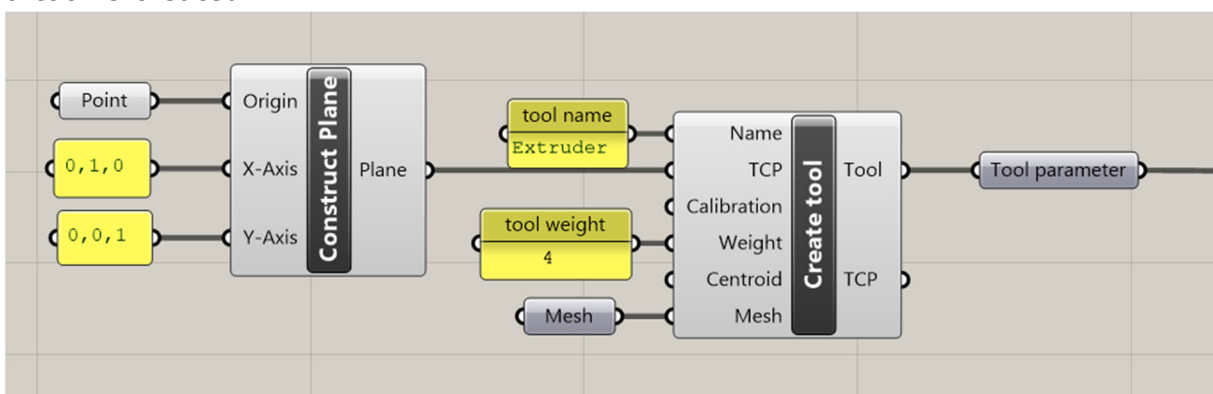 Point
0,1,0
0,0,1
Origin
X-Axis
Y-Axis
Construct Plane
Plane
tool name
Extruder
tool weight
4
Mesh
Name
TCP
Calibration
Weight
Centroid
Mesh
Create tool
Tool
TCP
Tool parameter